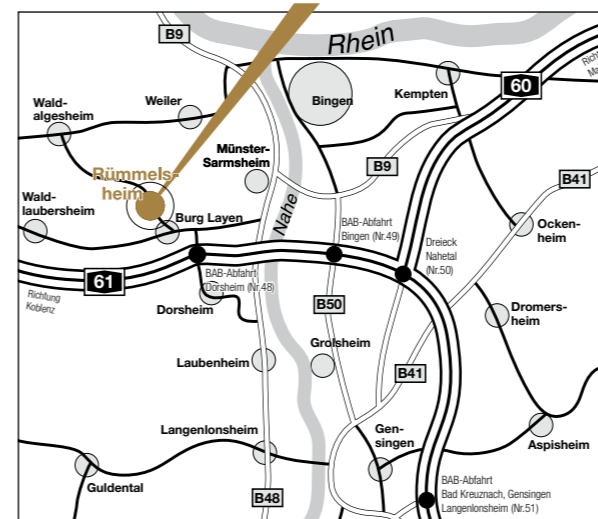 B9
Rhein
Richt
Ma
60
Wald-
algesheim
Weiler
Bingen
Kempten
Münster-
Sarmsheim
B9
B41
Rümmels-
heim
Wald-
laubersheim
Burg Layen
Nahe
BAB-Abfahrt
Bingen (Nr.49)
Dreieck
Nahetal
(Nr.50)
Ocken-
heim
61
Richtung
Koblenz
BAB-Abfahrt
Dorsheim (Nr.48)
Dorsheim
B50
Dromers-
heim
Laubenheim
Grolsheim
B41
Langenlonsheim
Gen-
singen
Aspisheim
Guldental
B48
BAB-Abfahrt
Bad Kreuznach, Gensingen
Langenlonsheim (Nr.51)